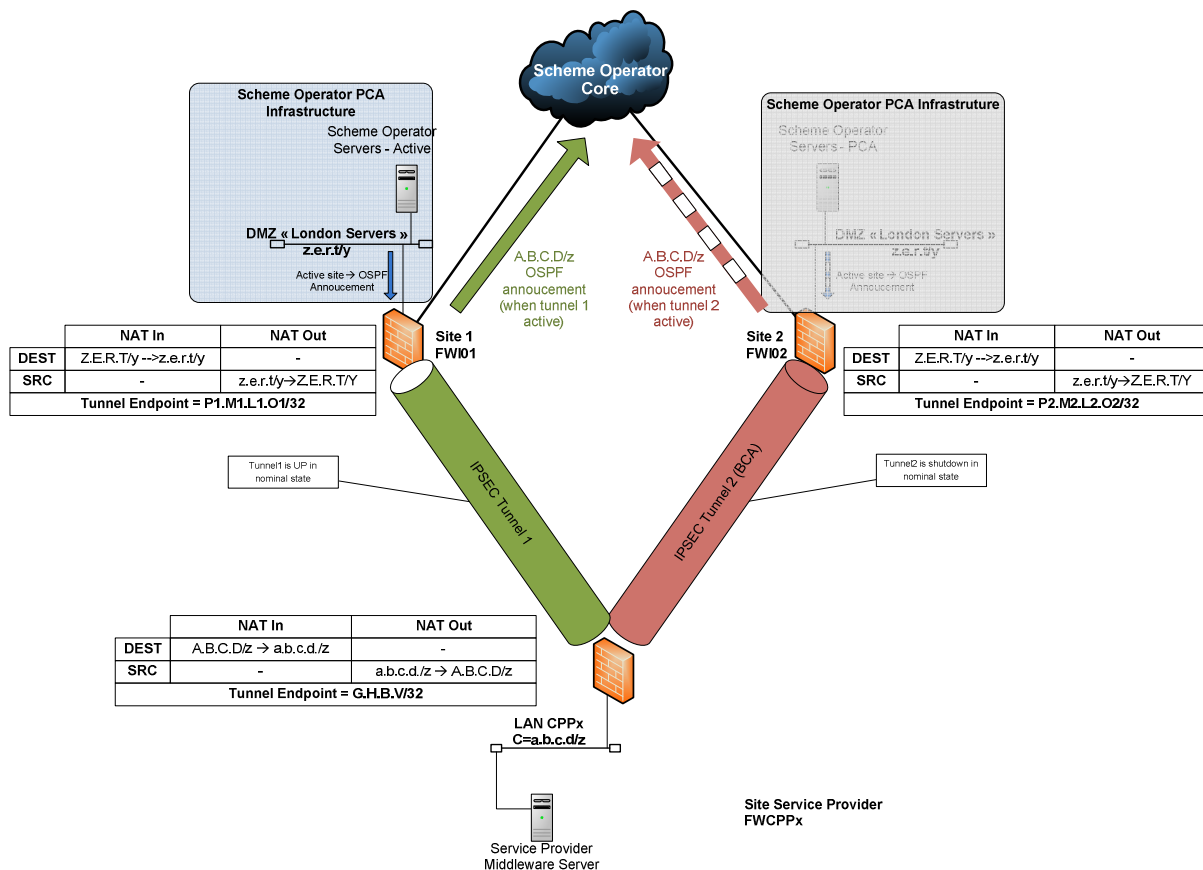 Scheme Operator
Core
Scheme Operator PCA
Infrastructure
Scheme Operator
Servers - Active
DMZ « London Servers »
z.e.r.t/y
Active site → OSPF
Annoucement
Scheme Operator PCA Infrastruture
Scheme Operator
Servers - PCA
DMZ « London Servers »
z.e.r.t/y
Active site → OSPF
Annoucement
A.B.C.D/z
OSPF
annoucement
(when tunnel 1
active)
A.B.C.D/z
OSPF
annoucement
(when tunnel 2
active)
Site 1
FWI01
Site 2
FWI02
NAT In NAT Out
DEST Z.E.R.T/y -->z.e.r.t/y -
SRC - z.e.r.t/y→Z.E.R.T/Y
Tunnel Endpoint = P1.M1.L1.O1/32
NAT In NAT Out
DEST Z.E.R.T/y -->z.e.r.t/y -
SRC - z.e.r.t/y→Z.E.R.T/Y
Tunnel Endpoint = P2.M2.L2.O2/32
Tunnel1 is UP in
nominal state
Tunnel2 is shutdown in
nominal state
IPSEC Tunnel 1
IPSEC Tunnel 2 (BCA)
NAT In NAT Out
DEST A.B.C.D/z → a.b.c.d./z -
SRC - a.b.c.d./z → A.B.C.D/z
Tunnel Endpoint = G.H.B.V/32
LAN CPPx
C=a.b.c.d/z
Service Provider
Middleware Server
Site Service Provider
FWCPPx